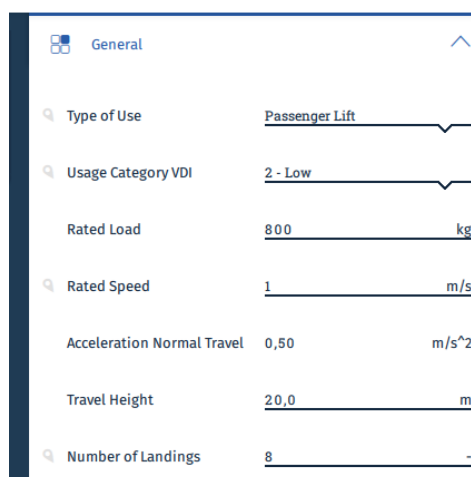 General
Type of Use Passenger Lift
Usage Category VDI 2 - Low
Rated Load 800 kg
Rated Speed 1 m/s
Acceleration Normal Travel 0,50 m/s^2
Travel Height 20,0 m
Number of Landings 8 -